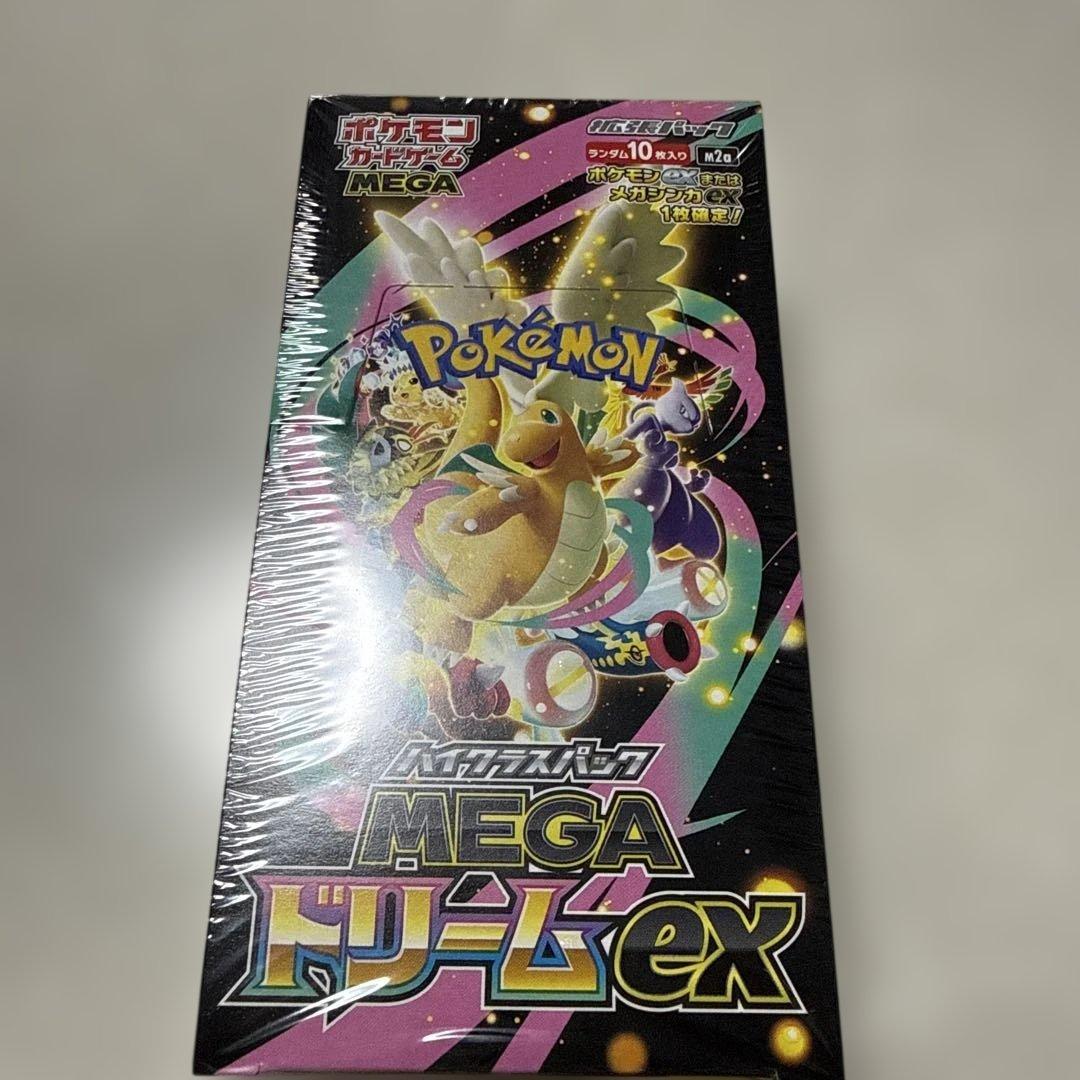 ポケモン
カードゲーム
MEGA
拡張パック
ランダム10枚入り M2a
ポケモンexまたは
メガシンカex
1枚確定!
POKÉMON
ハイクラスパック
MEGA
ドリームex